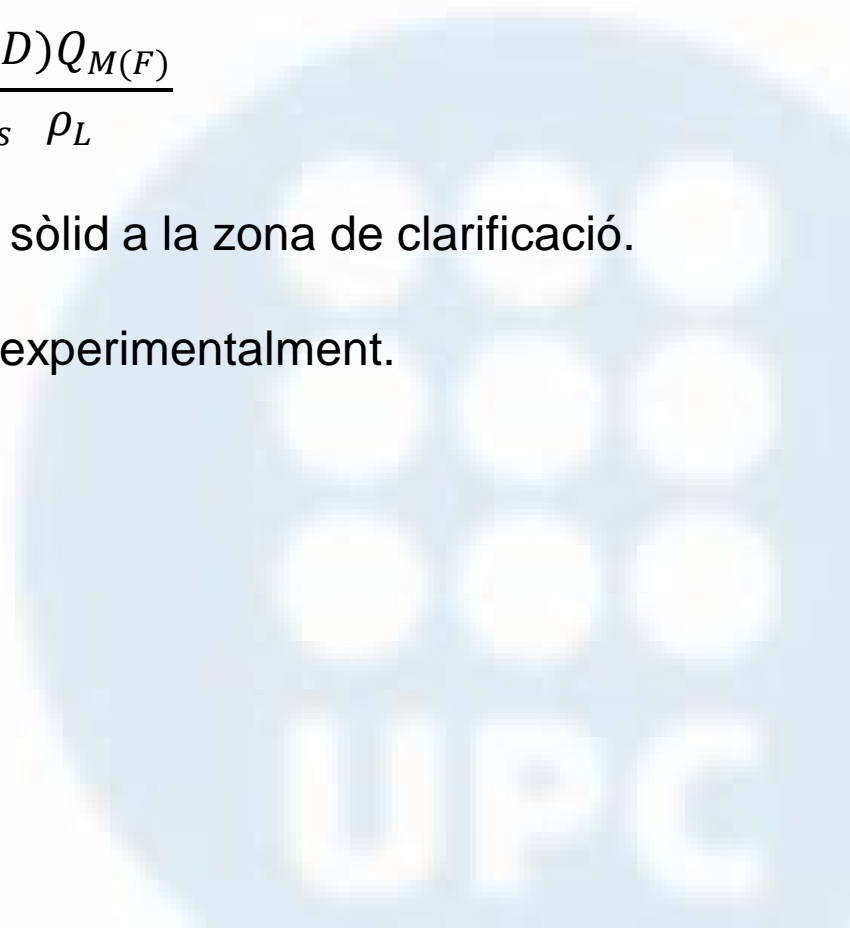 D)Q_{M(F)}
s ρ_L
sòlid a la zona de clarificació.
experimentalment.
UPC